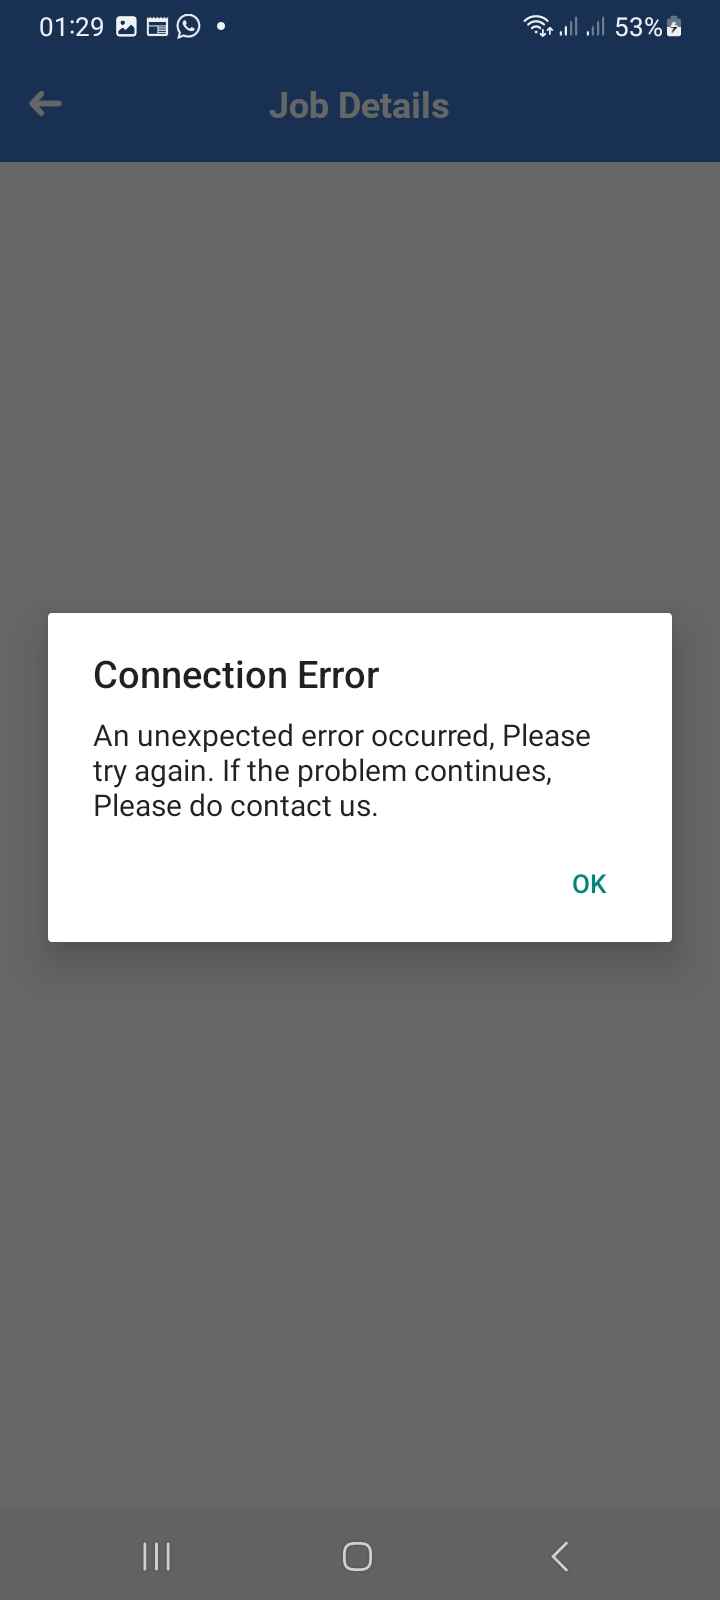 01:29 53%
Job Details
Connection Error
An unexpected error occurred, Please
try again. If the problem continues,
Please do contact us.
OK